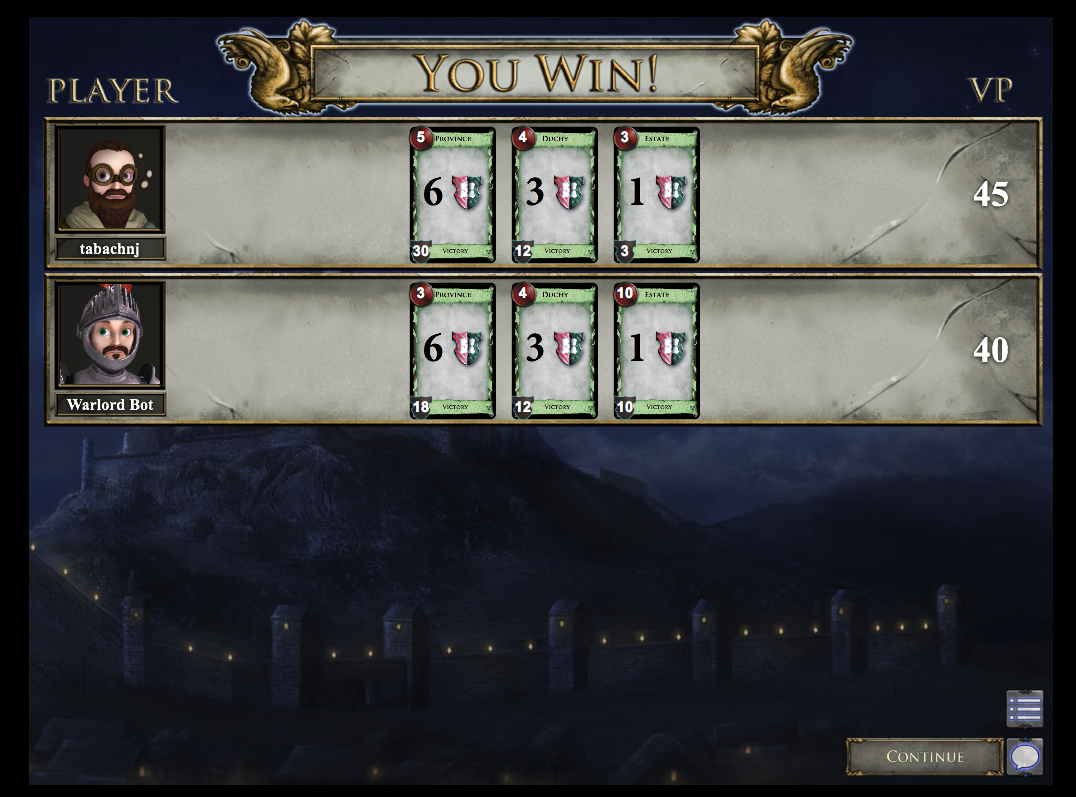 YOU WIN!
PLAYER
VP
5 PROVINCE
6
30 VICTORY
4 DUCHY
3
12 VICTORY
3 ESTATE
1
3 VICTORY
45
tabachnj
3 PROVINCE
6
18 VICTORY
4 DUCHY
3
12 VICTORY
10 ESTATE
1
10 VICTORY
40
Warlord Bot
CONTINUE